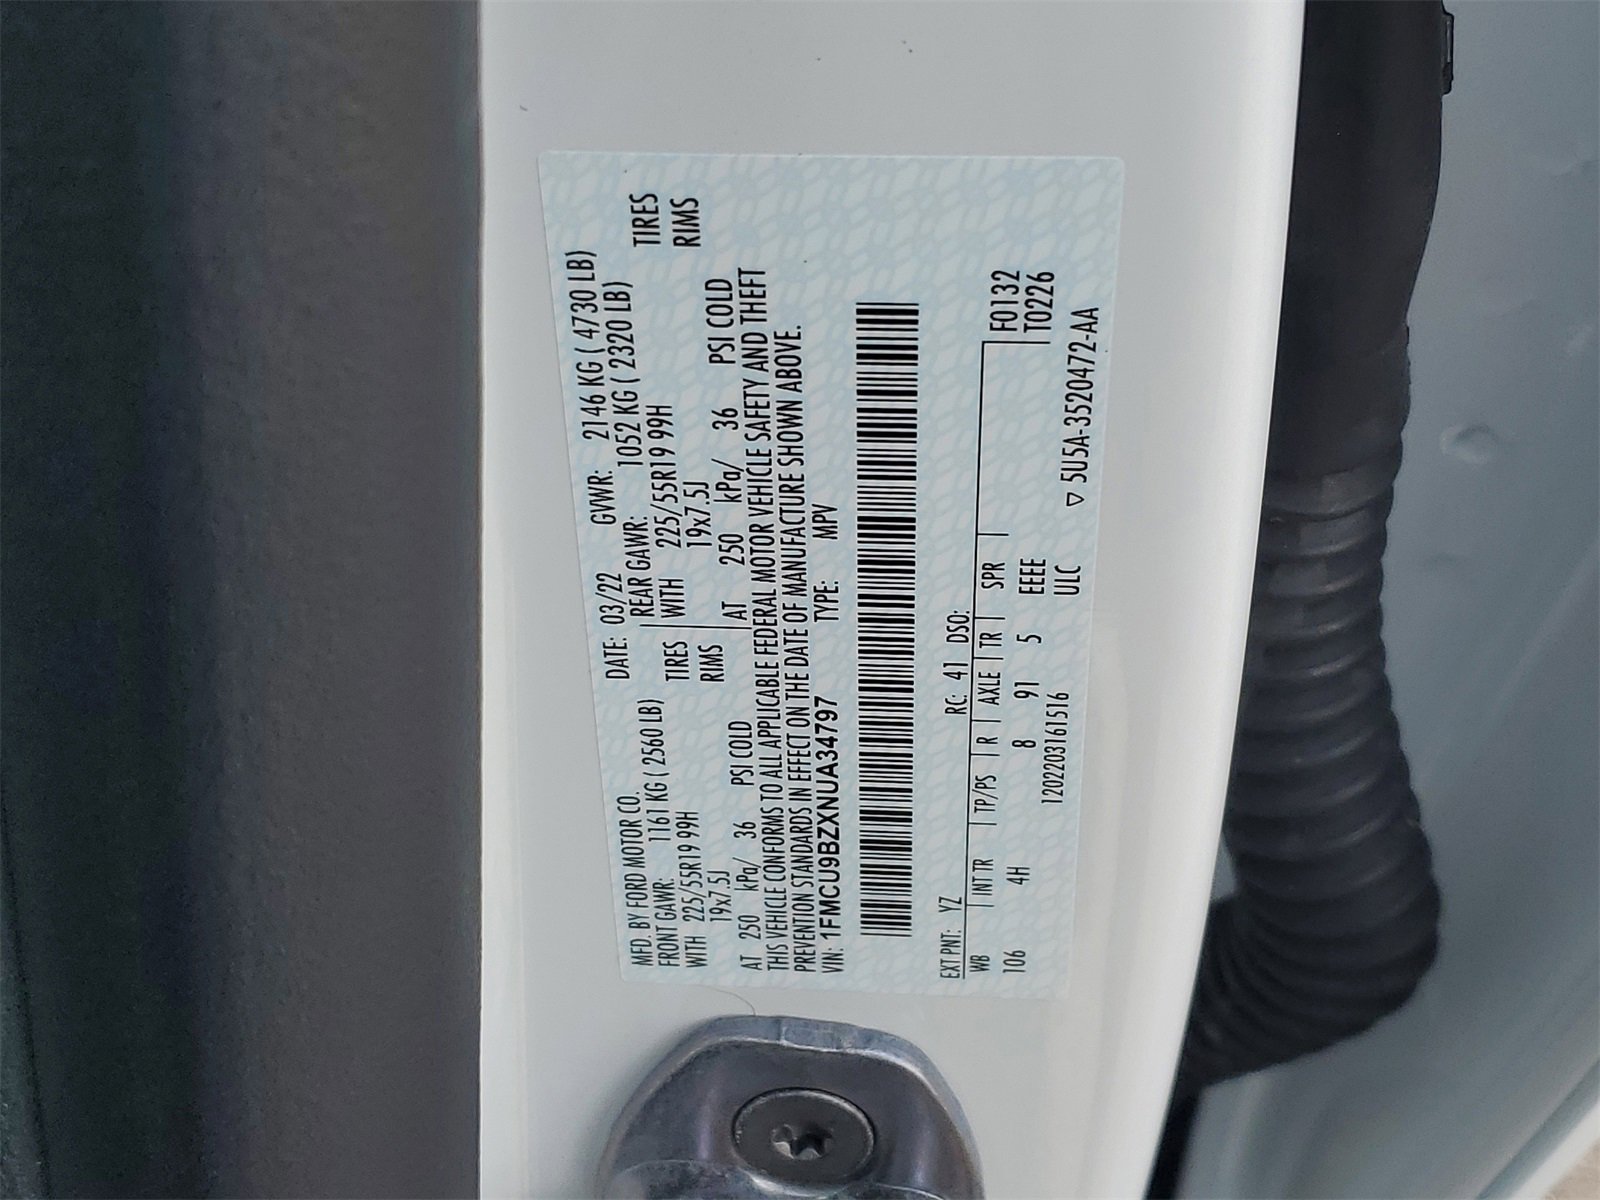 MFD. BY FORD MOTOR CO. DATE: 03/22 GVWR: 2146 KG ( 4730 LB)
FRONT GAWR: 1161 KG ( 2560 LB) REAR GAWR: 1052 KG ( 2320 LB)
WITH 225/55R19 99H TIRES WITH 225/55R19 99H TIRES
19x7.5J RIMS 19x7.5J RIMS
AT 250 kPa/ 36 PSI COLD AT 250 kPa/ 36 PSI COLD
THIS VEHICLE CONFORMS TO ALL APPLICABLE FEDERAL MOTOR VEHICLE SAFETY AND THEFT
PREVENTION STANDARDS IN EFFECT ON THE DATE OF MANUFACTURE SHOWN ABOVE.
VIN: 1FMCU9BZXNUA34797 TYPE: MPV
EXT PNT: YZ RC: 41 DSO:
WB | INT TR | TP/PS | R | AXLE | TR | SPR | F0132
106 4H 8 91 5 EEEE T0226
1202203161516 ULC
▽ 5U5A-3520472-AA